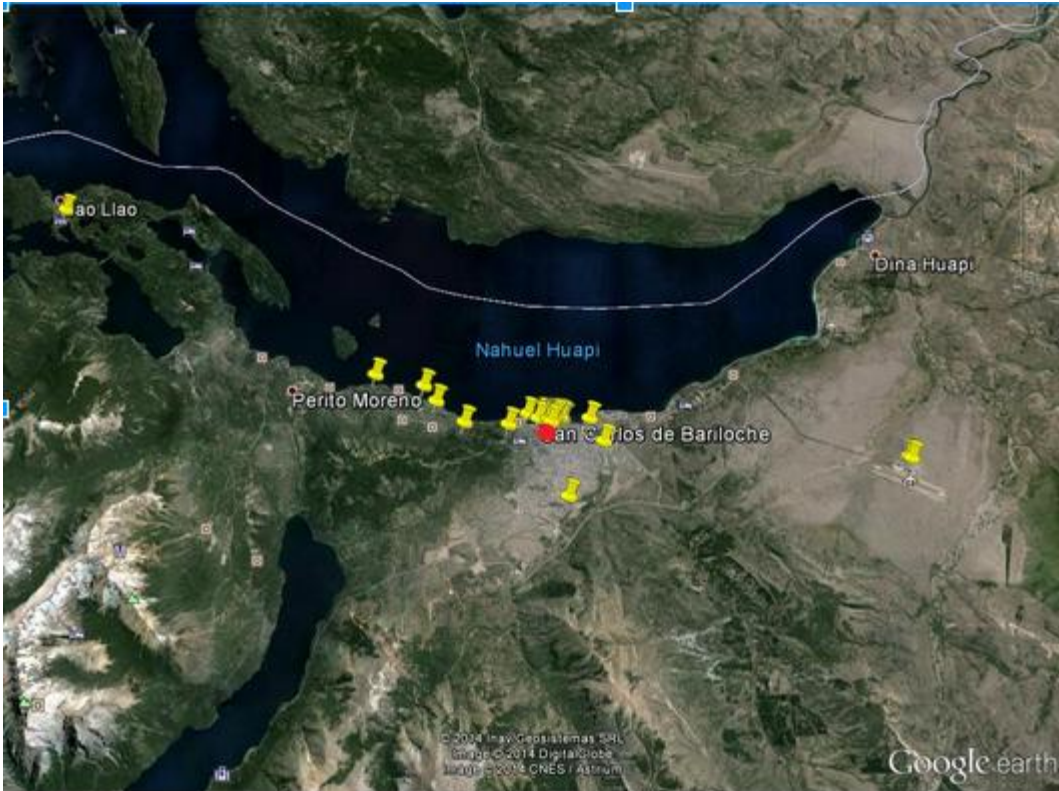 ao Llao
Dina Huapi
Nahuel Huapi
Perito Moreno
an Carlos de Bariloche
© 2014 Inav Geosistemas SRL
Image © 2014 DigitalGlobe
Image © 2014 CNES / Astrium
Google earth